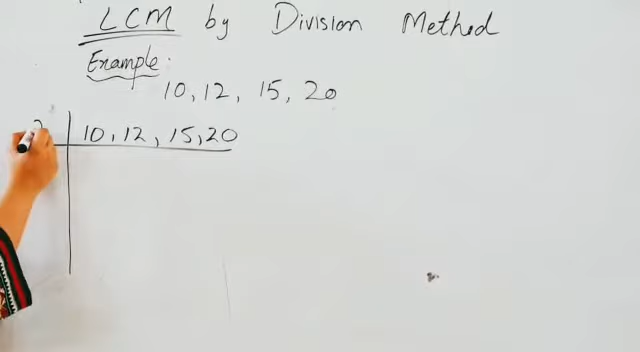 LCM by Division Method
Example:
10, 12, 15, 20
10, 12, 15, 20